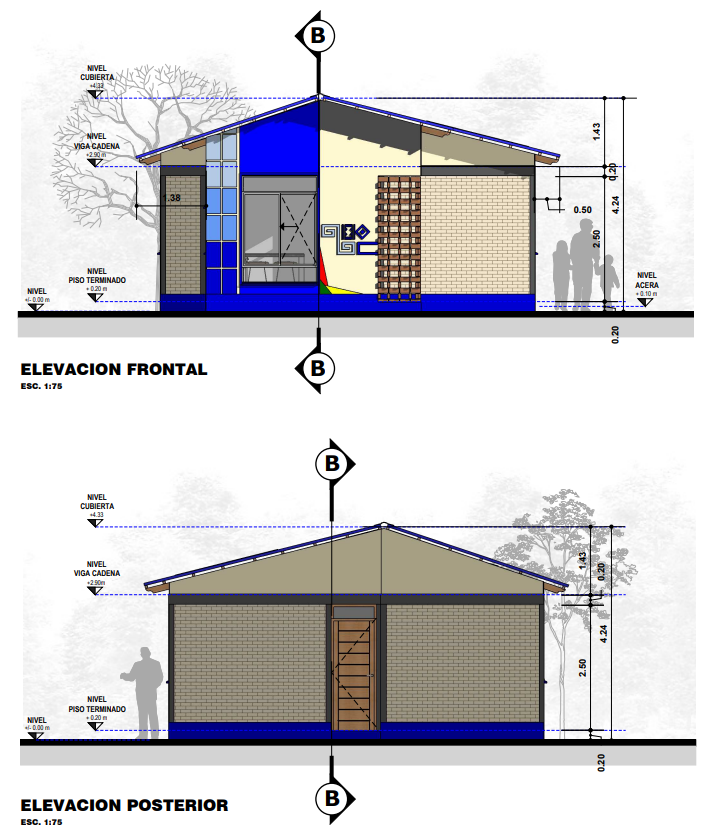 B
NIVEL
CUBIERTA
+4.33
1.43
NIVEL
VIGA CADENA
+2.90m
0.20
1.38
4.24
0.50
2.50
NIVEL
PISO TERMINADO
+ 0.20 m
NIVEL
ACERA
+ 0.10 m
NIVEL
+/- 0.00 m
0.20
ELEVACION FRONTAL
ESC. 1:75
B
B
NIVEL
CUBIERTA
+4.33
1.43
NIVEL
VIGA CADENA
+2.90m
0.20
4.24
2.50
NIVEL
PISO TERMINADO
+ 0.20 m
NIVEL
+/- 0.00 m
0.20
ELEVACION POSTERIOR
ESC. 1:75
B